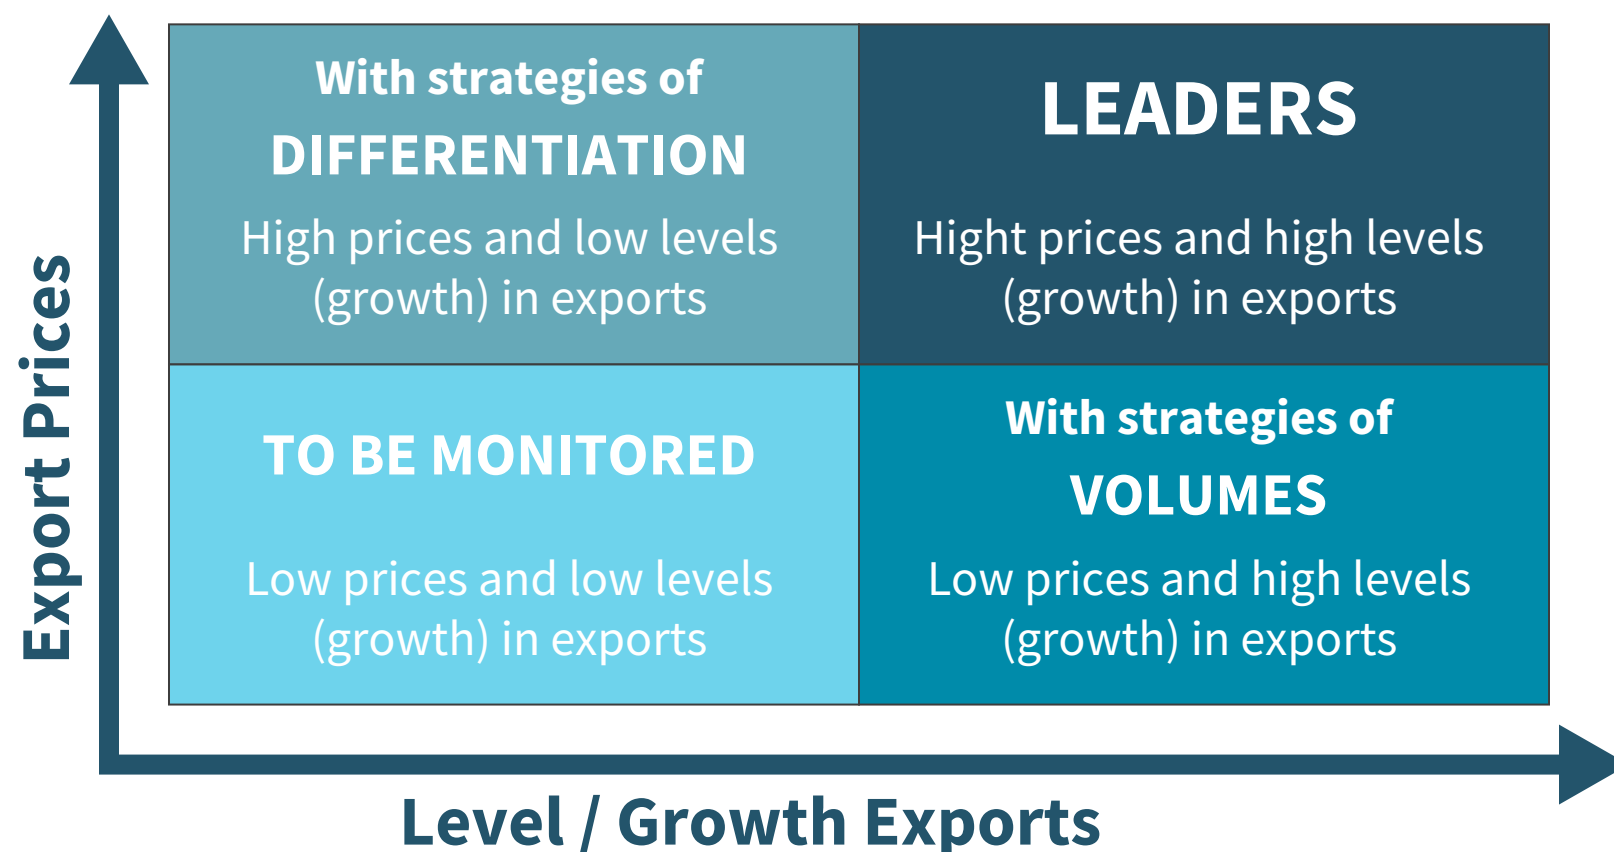 Export Prices
With strategies of
DIFFERENTIATION
High prices and low levels
(growth) in exports
LEADERS
Hight prices and high levels
(growth) in exports
TO BE MONITORED
Low prices and low levels
(growth) in exports
With strategies of
VOLUMES
Low prices and high levels
(growth) in exports
Level / Growth Exports